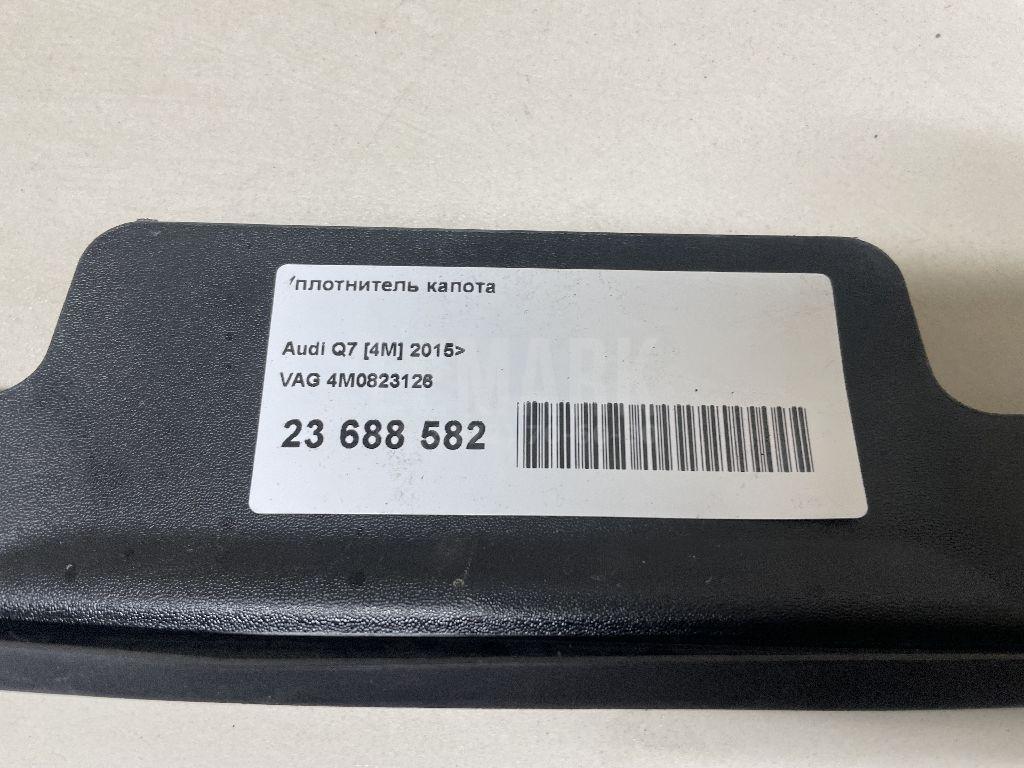 плотнитель капота
Audi Q7 [4M] 2015>
VAG 4M0823126
23 688 582